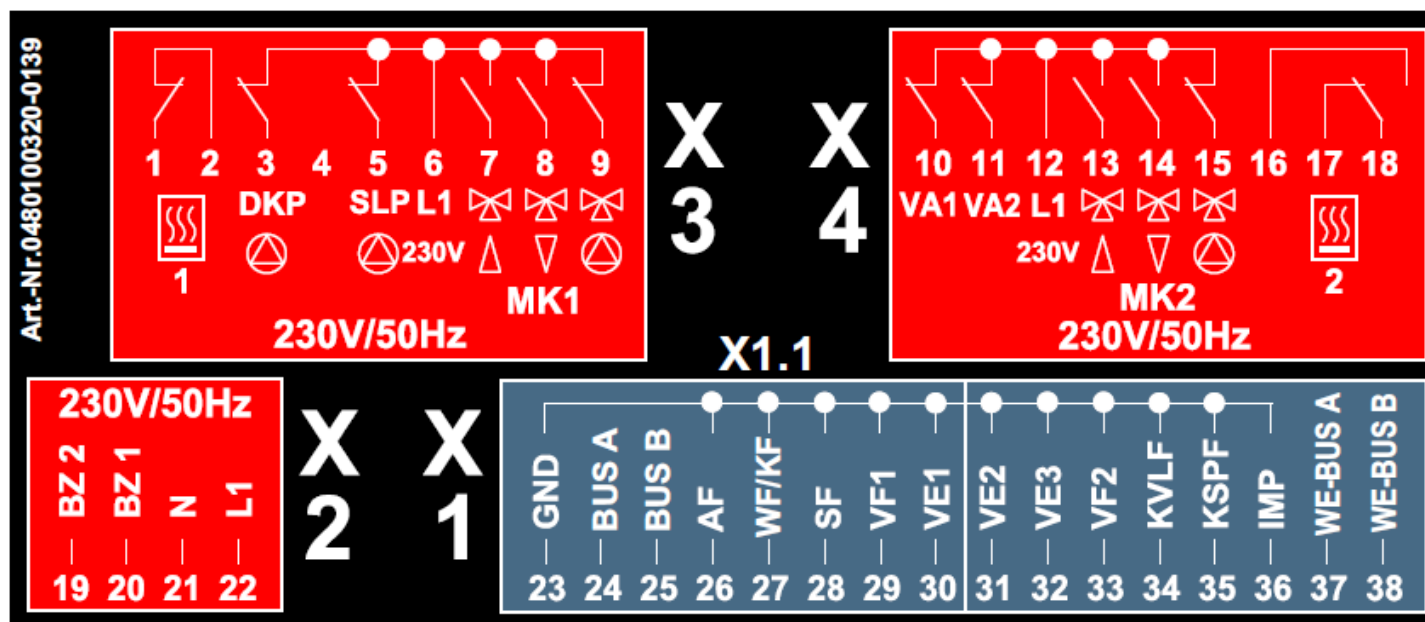 Art.-Nr.0480100320-0139
1 2 3 4 5 6 7 8 9
DKP SLP L1
230V
1
MK1
230V/50Hz
X
3
X
4
10 11 12 13 14 15 16 17 18
VA1 VA2 L1
230V
2
MK2
230V/50Hz
X1.1
230V/50Hz
BZ 2 BZ 1 N L1
19 20 21 22
X
2
X
1
GND BUS A BUS B AF WF/KF SF VF1 VE1 VE2 VE3 VF2 KVLF KSPF IMP WE-BUS A WE-BUS B
23 24 25 26 27 28 29 30 31 32 33 34 35 36 37 38